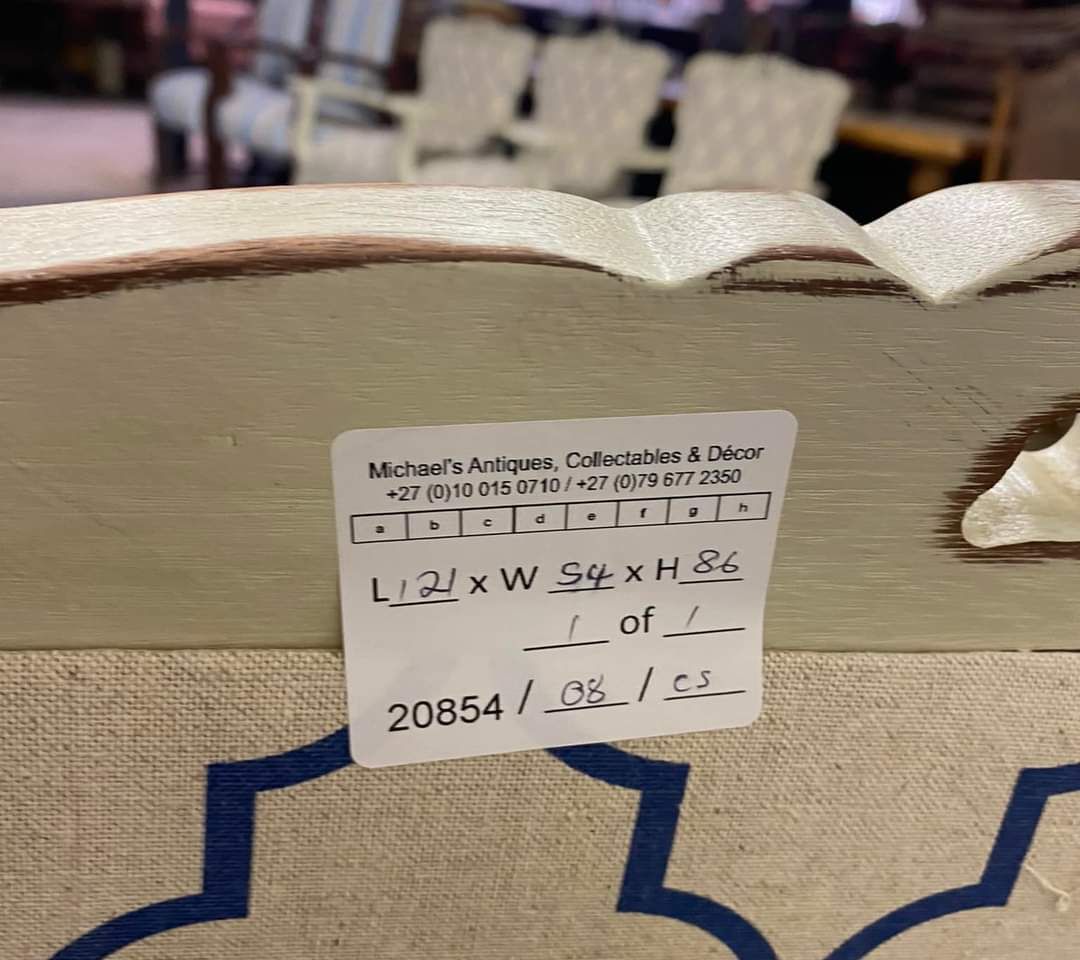 Michael's Antiques, Collectables & Décor
+27 (0)10 015 0710 / +27 (0)79 677 2350
a b c d e f g h
L 121 x W 54 x H 86
1 of 1
20854 / 08 / cs